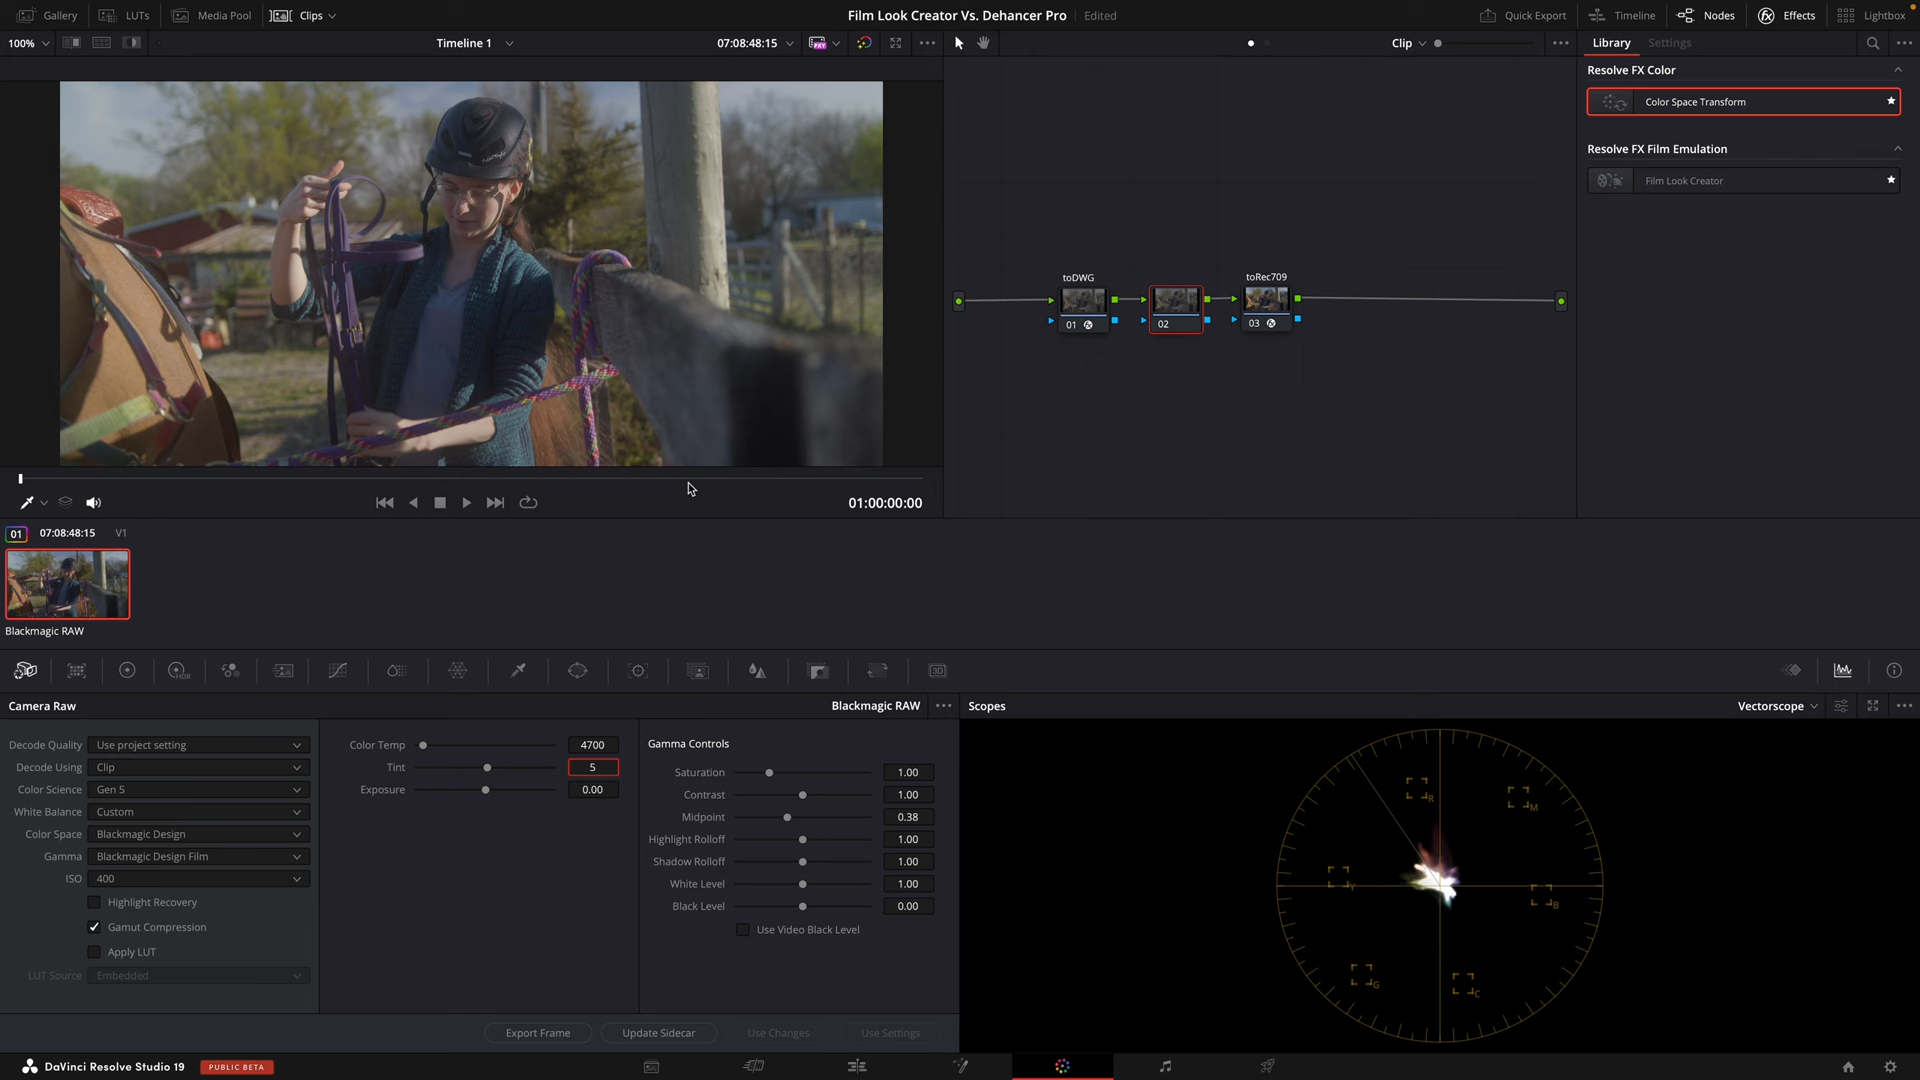 Gallery
LUTs
Media Pool
Clips
Film Look Creator Vs. Dehancer Pro
Edited
Quick Export
Timeline
Nodes
Effects
Lightbox
100%
Timeline 1
07:08:48:15
Clip
Library
Settings
Resolve FX Color
Color Space Transform
Resolve FX Film Emulation
Film Look Creator
toDWG
toRec709
01
02
03
01:00:00:00
01
07:08:48:15
V1
Blackmagic RAW
HDR
3D
Camera Raw
Blackmagic RAW
Scopes
Vectorscope
Decode Quality
Use project setting
Decode Using
Clip
Color Science
Gen 5
White Balance
Custom
Color Space
Blackmagic Design
Gamma
Blackmagic Design Film
ISO
400
Highlight Recovery
Gamut Compression
Apply LUT
LUT Source
Embedded
Color Temp
4700
Tint
5
Exposure
0.00
Gamma Controls
Saturation
1.00
Contrast
1.00
Midpoint
0.38
Highlight Rolloff
1.00
Shadow Rolloff
1.00
White Level
1.00
Black Level
0.00
Use Video Black Level
R
M
Y
B
G
C
Export Frame
Update Sidecar
Use Changes
Use Settings
DaVinci Resolve Studio 19
PUBLIC BETA